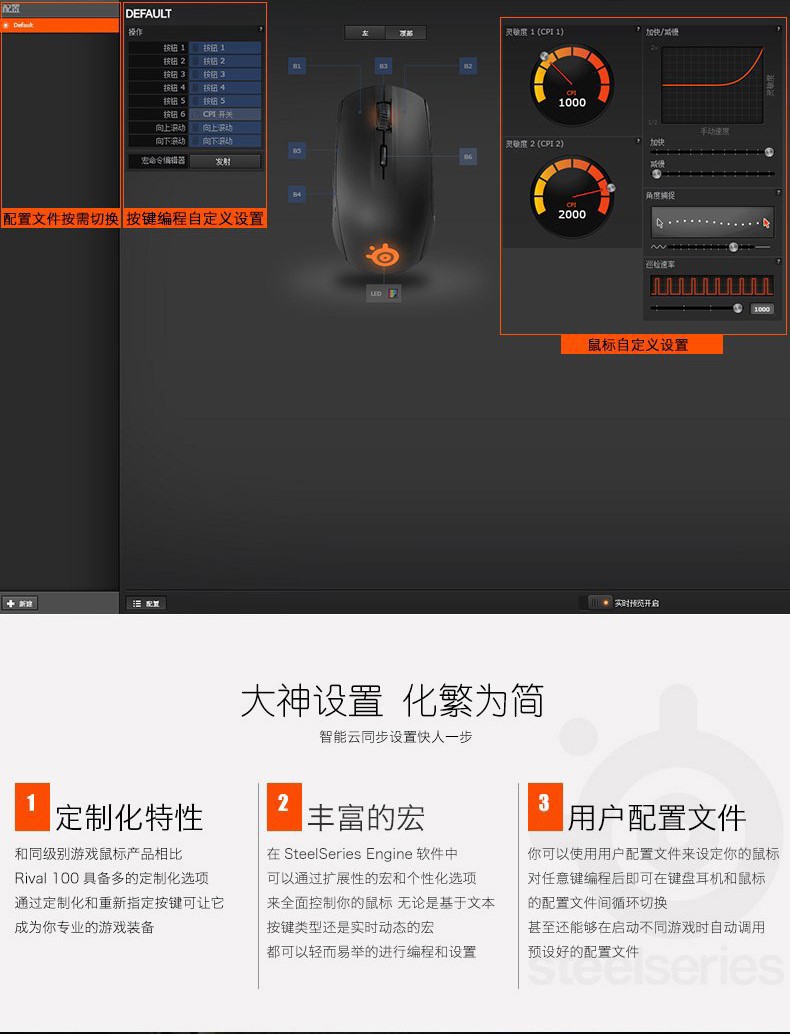 配置
Default
DEFAULT
操作
按钮 1 按钮 1
按钮 2 按钮 2
按钮 3 按钮 3
按钮 4 按钮 4
按钮 5 按钮 5
按钮 6 CPI 开关
向上滚动 向上滚动
向下滚动 向下滚动
宏命令编辑器 发射
配置文件按需切换
按键编程自定义设置
左 顶部
B1 B3 B2
B5 B6
B4
LED
灵敏度 1 (CPI 1)
CPI
1000
灵敏度 2 (CPI 2)
CPI
2000
加快/减慢
2x
灵敏度
1/2
手动速度
加快
减慢
角度捕捉
巡检速率
1000
鼠标自定义设置
新建
配置
实时预览开启
大神设置 化繁为简
智能云同步设置快人一步
1 定制化特性
和同级别游戏鼠标产品相比
Rival 100 具备多的定制化选项
通过定制化和重新指定按键可让它
成为你专业的游戏装备
2 丰富的宏
在 SteelSeries Engine 软件中
可以通过扩展性的宏和个性化选项
来全面控制你的鼠标 无论是基于文本
按键类型还是实时动态的宏
都可以轻而易举的进行编程和设置
3 用户配置文件
你可以使用用户配置文件来设定你的鼠标
对任意键编程后即可在键盘耳机和鼠标
的配置文件间循环切换
甚至还能够在启动不同游戏时自动调用
预设好的配置文件
steelseries